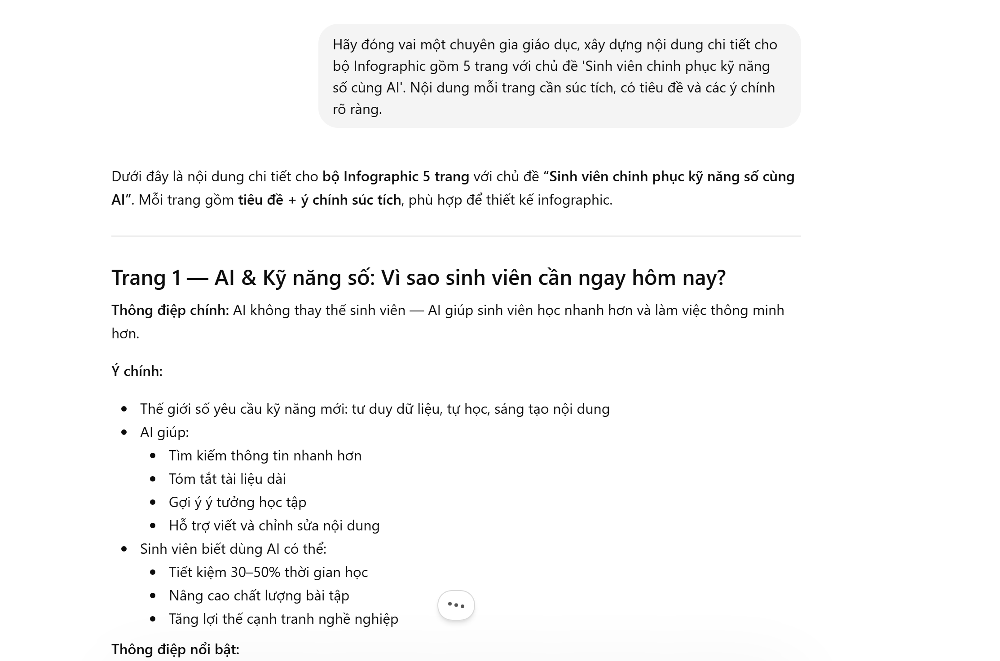 Hãy đóng vai một chuyên gia giáo dục, xây dựng nội dung chi tiết cho
bộ Infographic gồm 5 trang với chủ đề 'Sinh viên chinh phục kỹ năng
số cùng AI'. Nội dung mỗi trang cần súc tích, có tiêu đề và các ý chính
rõ ràng.
Dưới đây là nội dung chi tiết cho bộ Infographic 5 trang với chủ đề “Sinh viên chinh phục kỹ năng số cùng
AI”. Mỗi trang gồm tiêu đề + ý chính súc tích, phù hợp để thiết kế infographic.
Trang 1 — AI & Kỹ năng số: Vì sao sinh viên cần ngay hôm nay?
Thông điệp chính: AI không thay thế sinh viên — AI giúp sinh viên học nhanh hơn và làm việc thông minh
hơn.
Ý chính:
• Thế giới số yêu cầu kỹ năng mới: tư duy dữ liệu, tự học, sáng tạo nội dung
• AI giúp:
• Tìm kiếm thông tin nhanh hơn
• Tóm tắt tài liệu dài
• Gợi ý ý tưởng học tập
• Hỗ trợ viết và chỉnh sửa nội dung
• Sinh viên biết dùng AI có thể:
• Tiết kiệm 30–50% thời gian học
• Nâng cao chất lượng bài tập
• Tăng lợi thế cạnh tranh nghề nghiệp
Thông điệp nổi bật: